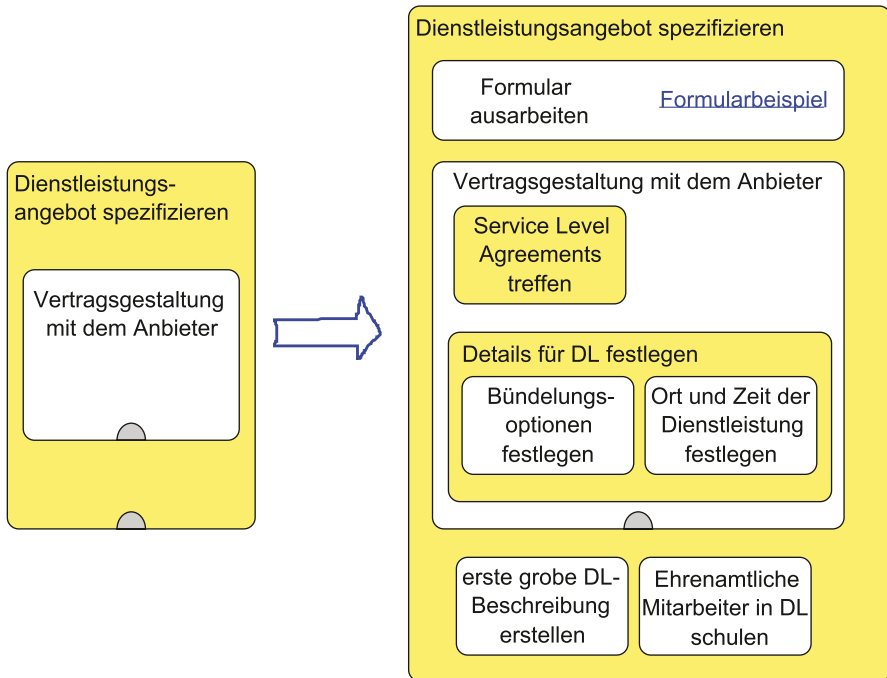 Dienstleistungs-
angebot spezifizieren
Vertragsgestaltung
mit dem Anbieter
Dienstleistungsangebot spezifizieren
Formular
ausarbeiten
Formularbeispiel
Vertragsgestaltung mit dem Anbieter
Service Level
Agreements
treffen
Details für DL festlegen
Bündelungs-
optionen
festlegen
Ort und Zeit der
Dienstleistung
festlegen
erste grobe DL-
Beschreibung
erstellen
Ehrenamtliche
Mitarbeiter in DL
schulen